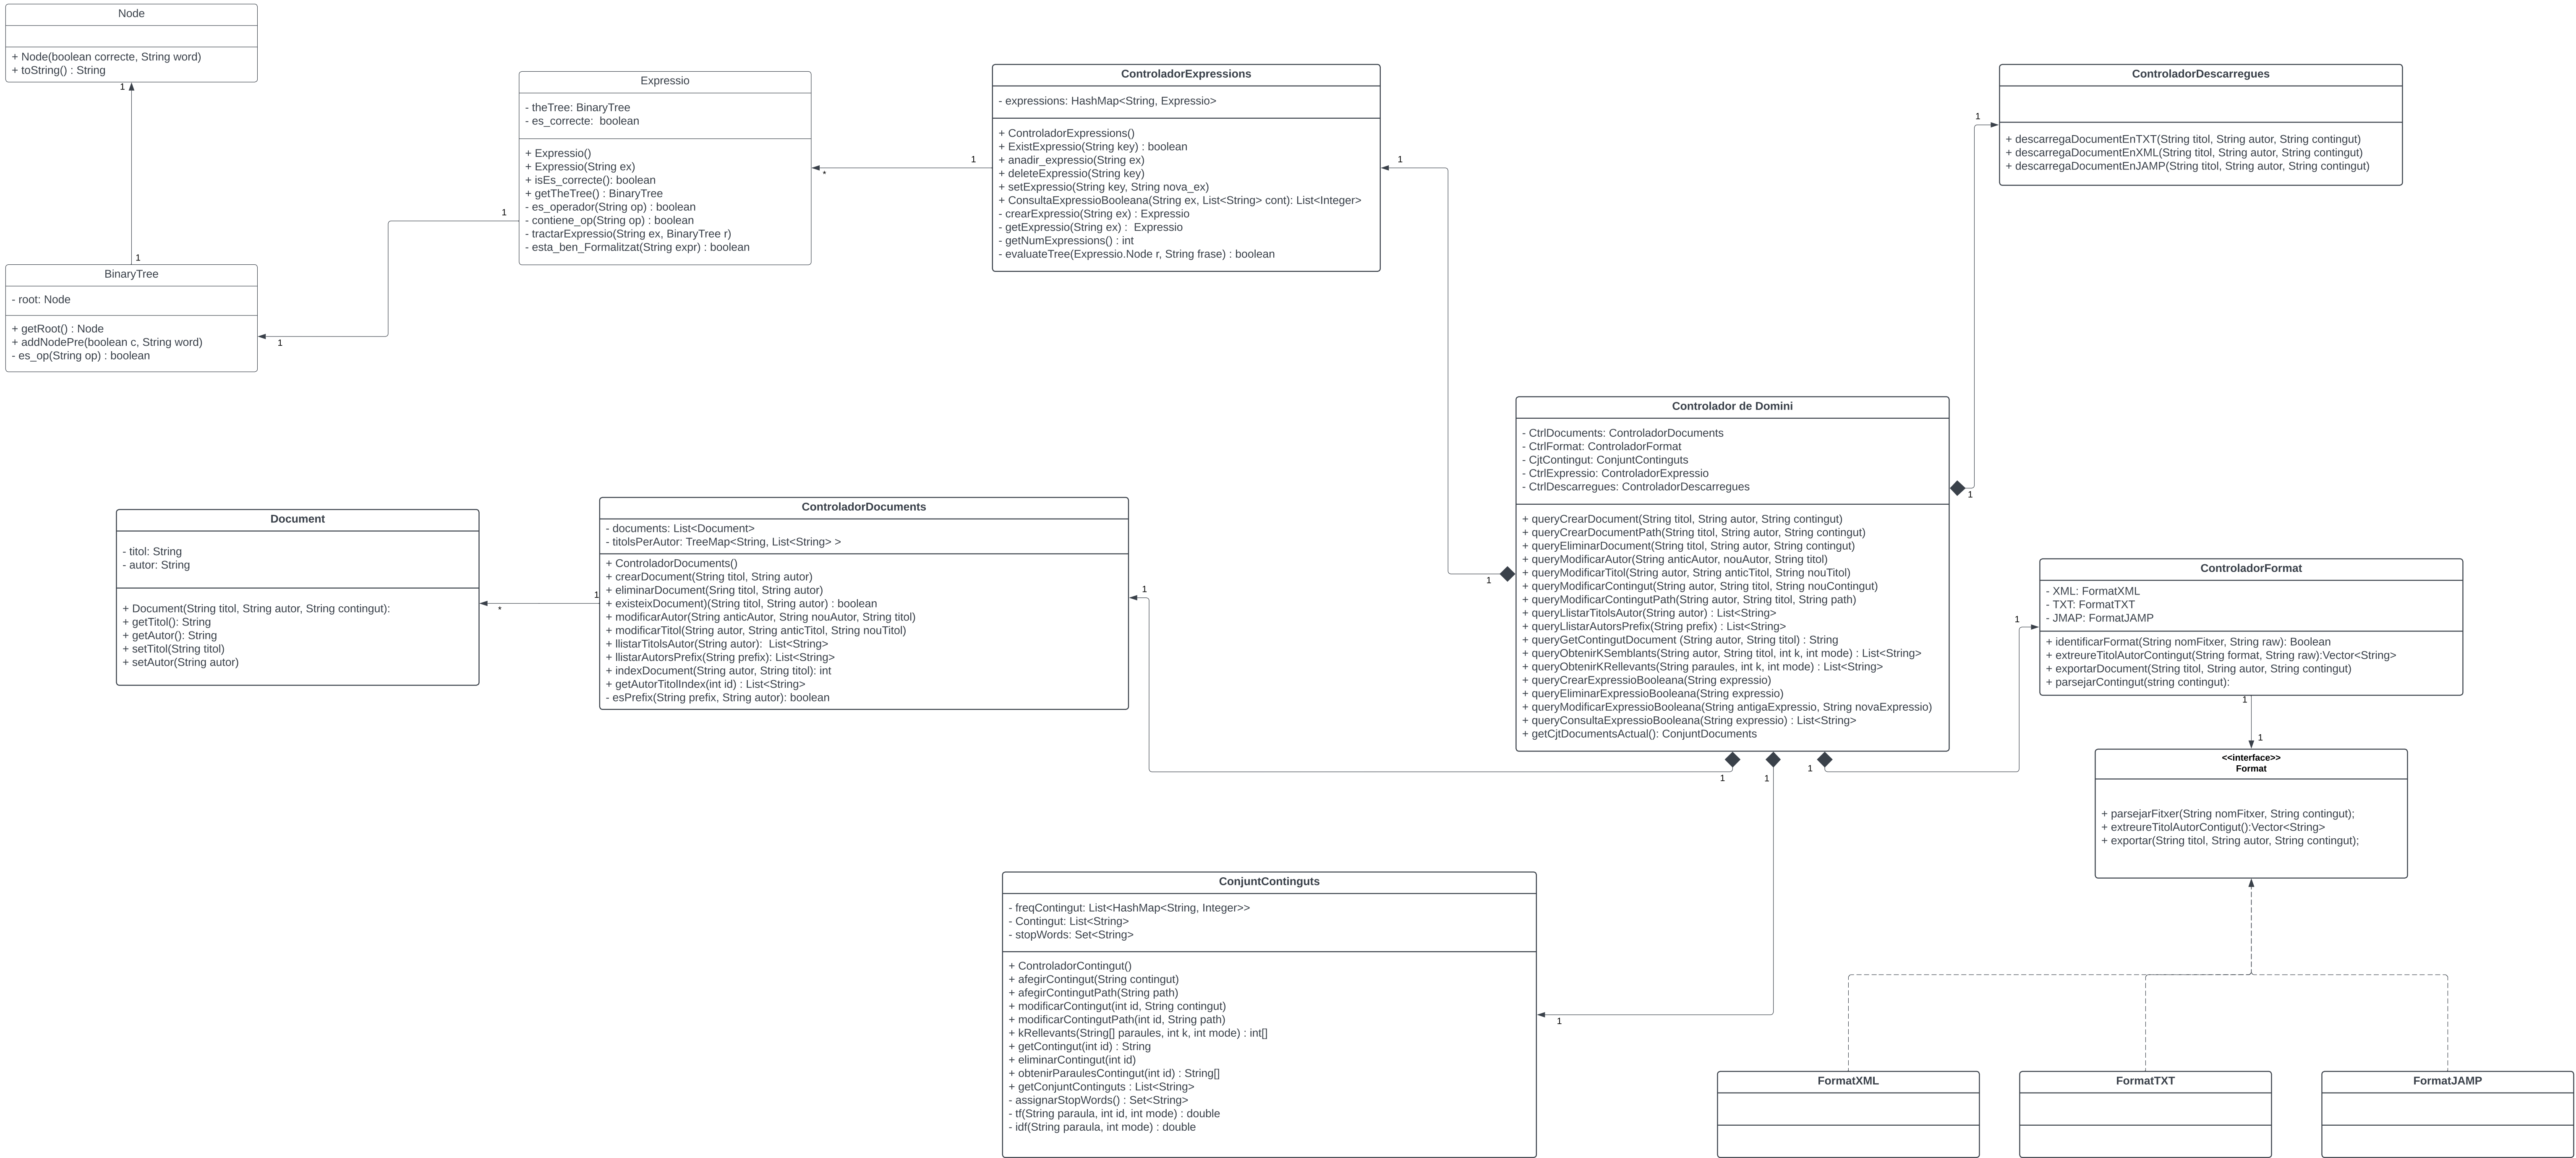 Node
+ Node(boolean correcte, String word)
+ toString() : String
1
1
BinaryTree
- root: Node
+ getRoot() : Node
+ addNodePre(boolean c, String word)
- es_op(String op) : boolean
1
1
Expressio
- theTree: BinaryTree
- es_correcte:  boolean
+ Expressio()
+ Expressio(String ex)
+ isEs_correcte(): boolean
+ getTheTree() : BinaryTree
- es_operador(String op) : boolean
- contiene_op(String op) : boolean
- tractarExpressio(String ex, BinaryTree r)
- esta_ben_Formalitzat(String expr) : boolean
*
1
ControladorExpressions
- expressions: HashMap<String, Expressio>
+ ControladorExpressions()
+ ExistExpressio(String key) : boolean
+ anadir_expressio(String ex)
+ deleteExpressio(String key)
+ setExpressio(String key, String nova_ex)
+ ConsultaExpressioBooleana(String ex, List<String> cont): List<Integer>
- crearExpressio(String ex) : Expressio
- getExpressio(String ex) :  Expressio
- getNumExpressions() : int
- evaluateTree(Expressio.Node r, String frase) : boolean
1
1
ControladorDescarregues
+ descarregaDocumentEnTXT(String titol, String autor, String contingut)
+ descarregaDocumentEnXML(String titol, String autor, String contingut)
+ descarregaDocumentEnJAMP(String titol, String autor, String contingut)
1
1
Controlador de Domini
- CtrlDocuments: ControladorDocuments
- CtrlFormat: ControladorFormat
- CjtContingut: ConjuntContinguts
- CtrlExpressio: ControladorExpressio
- CtrlDescarregues: ControladorDescarregues
+ queryCrearDocument(String titol, String autor, String contingut)
+ queryCrearDocumentPath(String titol, String autor, String contingut)
+ queryEliminarDocument(String titol, String autor, String contingut)
+ queryModificarAutor(String anticAutor, nouAutor, String titol)
+ queryModificarTitol(String autor, String anticTitol, String nouTitol)
+ queryModificarContingut(String autor, String titol, String nouContingut)
+ queryModificarContingutPath(String autor, String titol, String path)
+ queryLlistarTitolsAutor(String autor) : List<String>
+ queryLlistarAutorsPrefix(String prefix) : List<String>
+ queryGetContingutDocument (String autor, String titol) : String
+ queryObtenirKSemblants(String autor, String titol, int k, int mode) : List<String>
+ queryObtenirKRellevants(String paraules, int k, int mode) : List<String>
+ queryCrearExpressioBooleana(String expressio)
+ queryEliminarExpressioBooleana(String expressio)
+ queryModificarExpressioBooleana(String antigaExpressio, String novaExpressio)
+ queryConsultaExpressioBooleana(String expressio) : List<String>
+ getCjtDocumentsActual(): ConjuntDocuments
Document
- titol: String
- autor: String
+ Document(String titol, String autor, String contingut):
+ getTitol(): String
+ getAutor(): String
+ setTitol(String titol)
+ setAutor(String autor)
*
1
ControladorDocuments
- documents: List<Document>
- titolsPerAutor: TreeMap<String, List<String> >
+ ControladorDocuments()
+ crearDocument(String titol, String autor)
+ eliminarDocument(Strng titol, String autor)
+ existeixDocument)(String titol, String autor) : boolean
+ modificarAutor(String anticAutor, String nouAutor, String titol)
+ modificarTitol(String autor, String anticTitol, String nouTitol)
+ llistarTitolsAutor(String autor):  List<String>
+ llistarAutorsPrefix(String prefix): List<String>
+ indexDocument(String autor, String titol): int
+ getAutorTitolIndex(int id) : List<String>
- esPrefix(String prefix, String autor): boolean
1
1
1
1
1
ControladorFormat
- XML: FormatXML
- TXT: FormatTXT
- JMAP: FormatJAMP
+ identificarFormat(String nomFitxer, String raw): Boolean
+ extreureTitolAutorContingut(String format, String raw):Vector<String>
+ exportarDocument(String titol, String autor, String contingut)
+ parsejarContingut(string contingut):
1
1
<<interface>>
Format
+ parsejarFitxer(String nomFitxer, String contingut);
+ extreureTitolAutorContigut():Vector<String>
+ exportar(String titol, String autor, String contingut);
ConjuntContinguts
- freqContingut: List<HashMap<String, Integer>>
- Contingut: List<String>
- stopWords: Set<String>
+ ControladorContingut()
+ afegirContingut(String contingut)
+ afegirContingutPath(String path)
+ modificarContingut(int id, String contingut)
+ modificarContingutPath(int id, String path)
+ kRellevants(String[] paraules, int k, int mode) : int[]
+ getContingut(int id) : String
+ eliminarContingut(int id)
+ obtenirParaulesContingut(int id) : String[]
+ getConjuntContinguts : List<String>
- assignarStopWords() : Set<String>
- tf(String paraula, int id, int mode) : double
- idf(String paraula, int mode) : double
1
FormatXML
FormatTXT
FormatJAMP